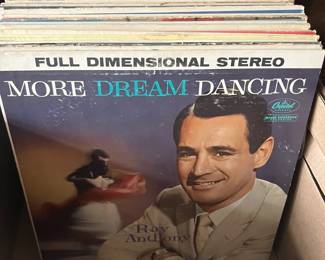 FULL DIMENSIONAL STEREO
MORE DREAM DANCING
Capitol
Ray
Anthony